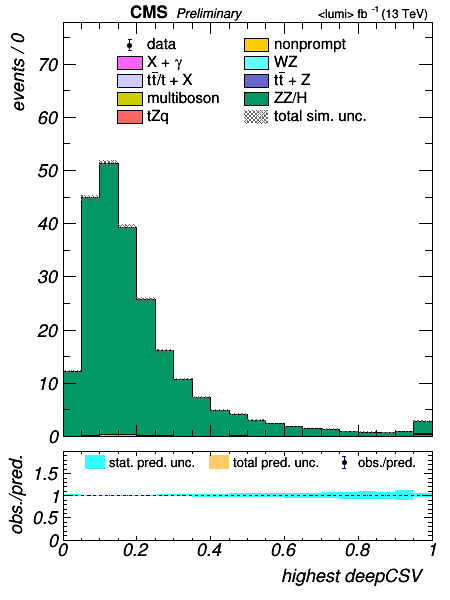 CMS Preliminary <lumi> fb -1 (13 TeV)
events / 0
data
nonprompt
X + γ
WZ
tt̄/t + X
tt̄ + Z
multiboson
ZZ/H
tZq
total sim. unc.
70
60
50
40
30
20
10
0
obs./pred.
stat. pred. unc. total pred. unc. obs./pred.
1.5
1
0.5
0
0 0.2 0.4 0.6 0.8 1
highest deepCSV